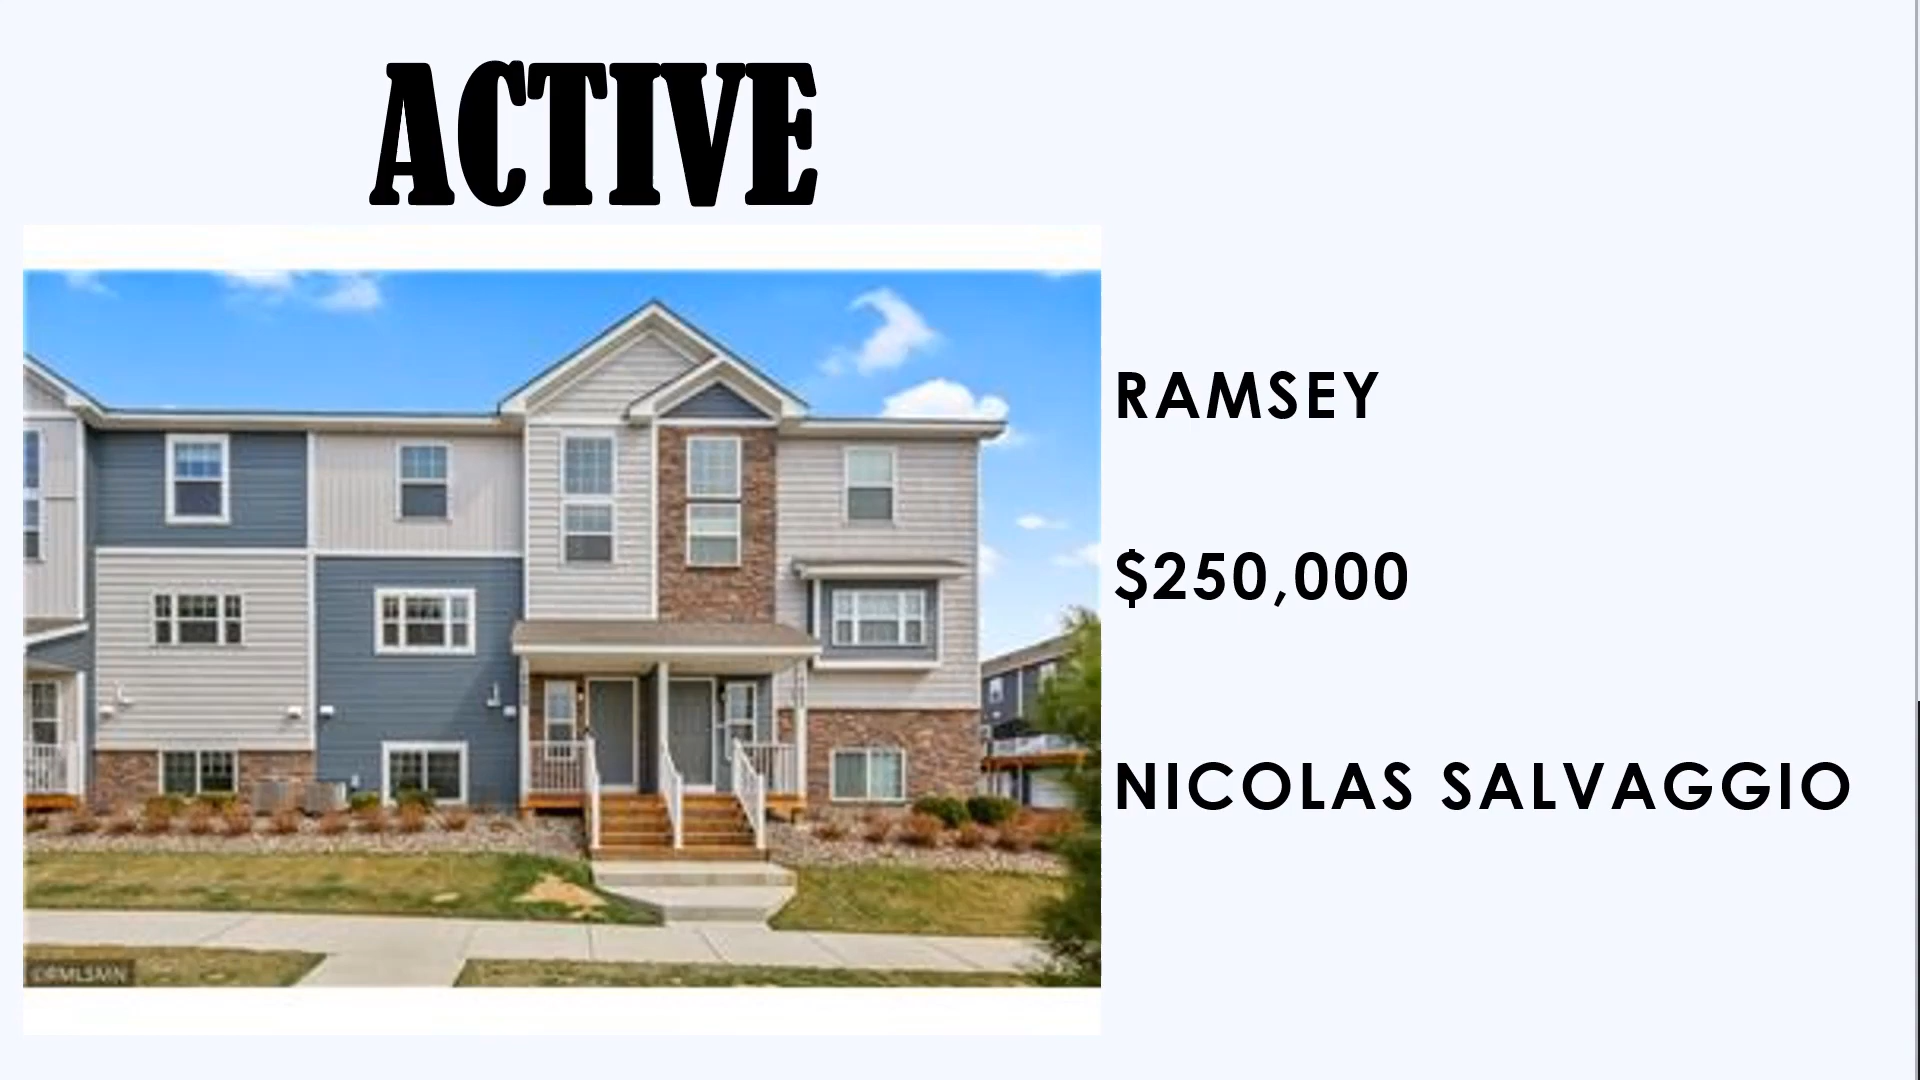 ACTIVE
RAMSEY
$250,000
NICOLAS SALVAGGIO
©RMLSMN